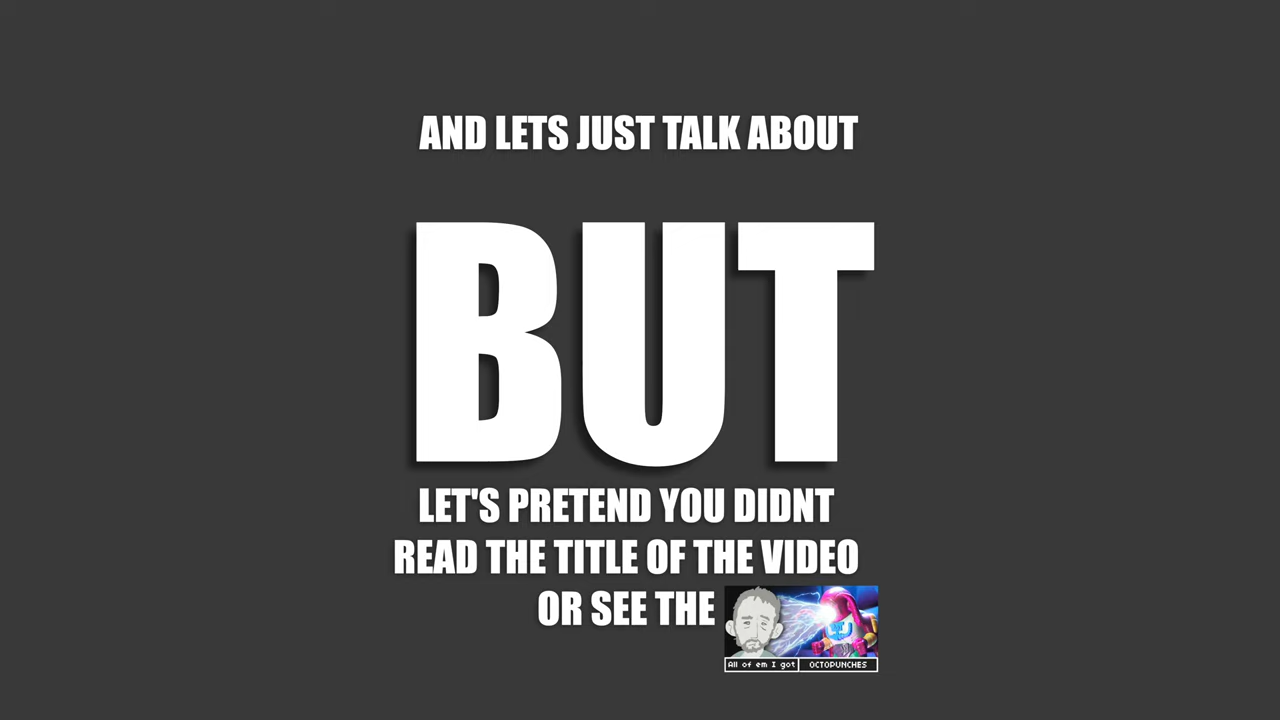 AND LETS JUST TALK ABOUT
BUT
LET'S PRETEND YOU DIDNT
READ THE TITLE OF THE VIDEO
OR SEE THE
All of em I got OCTOPUNCHES